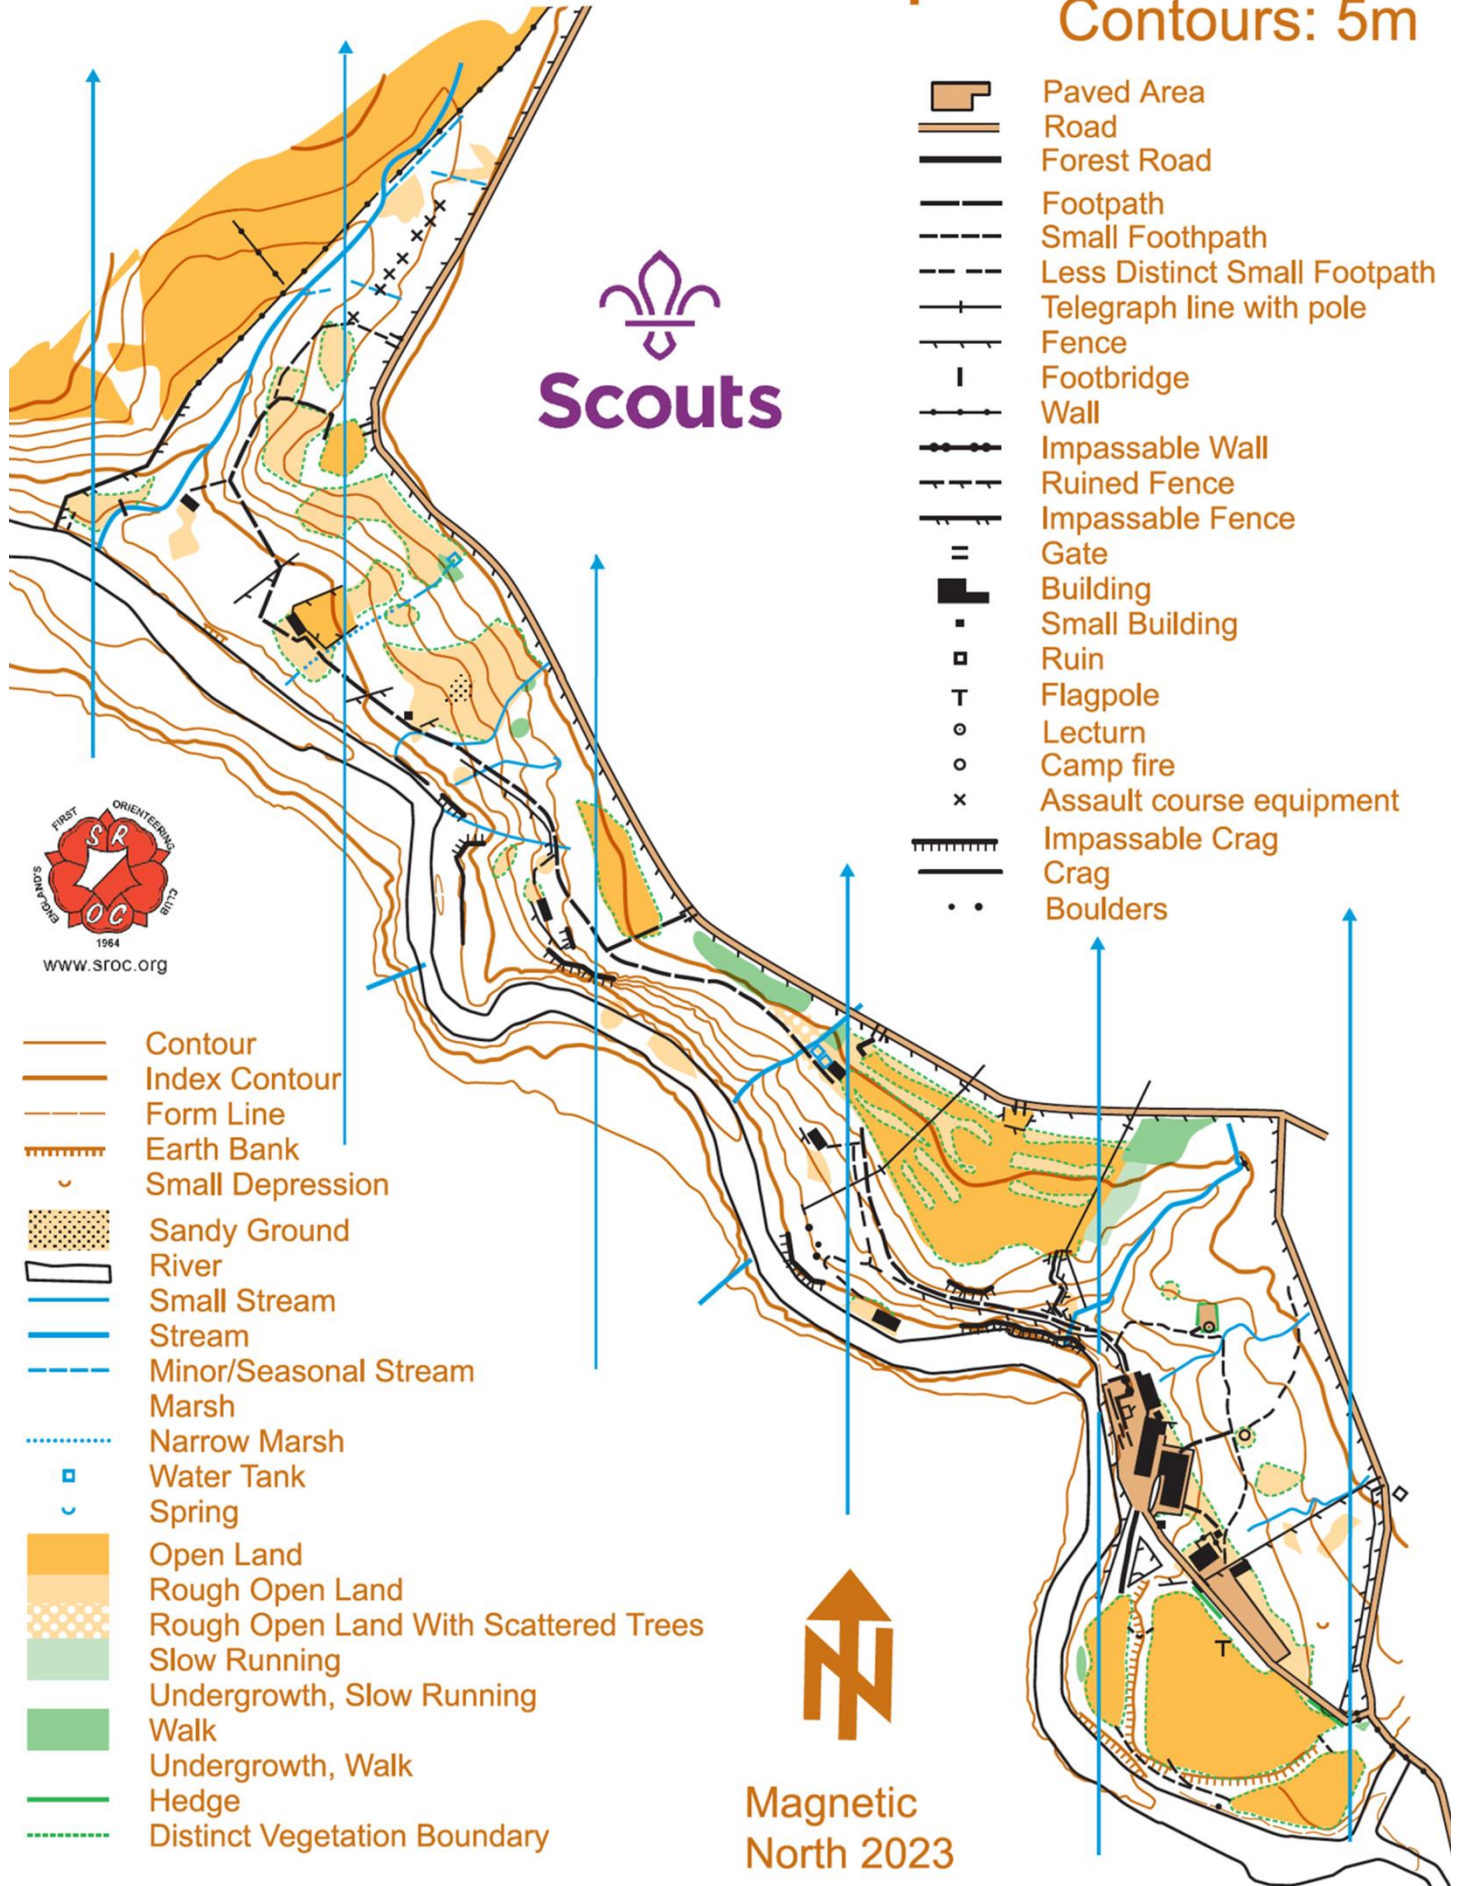 Contours: 5m
Paved Area
Road
Forest Road
Footpath
Small Foothpath
Less Distinct Small Footpath
Telegraph line with pole
Fence
Footbridge
Wall
Impassable Wall
Ruined Fence
Impassable Fence
Gate
Building
Small Building
Ruin
Flagpole
Lecturn
Camp fire
Assault course equipment
Impassable Crag
Crag
Boulders
Scouts
ENGLAND'S FIRST ORIENTEERING CLUB
S R
O C
1964
www.sroc.org
Contour
Index Contour
Form Line
Earth Bank
Small Depression
Sandy Ground
River
Small Stream
Stream
Minor/Seasonal Stream
Marsh
Narrow Marsh
Water Tank
Spring
Open Land
Rough Open Land
Rough Open Land With Scattered Trees
Slow Running
Undergrowth, Slow Running
Walk
Undergrowth, Walk
Hedge
Distinct Vegetation Boundary
N
Magnetic
North 2023